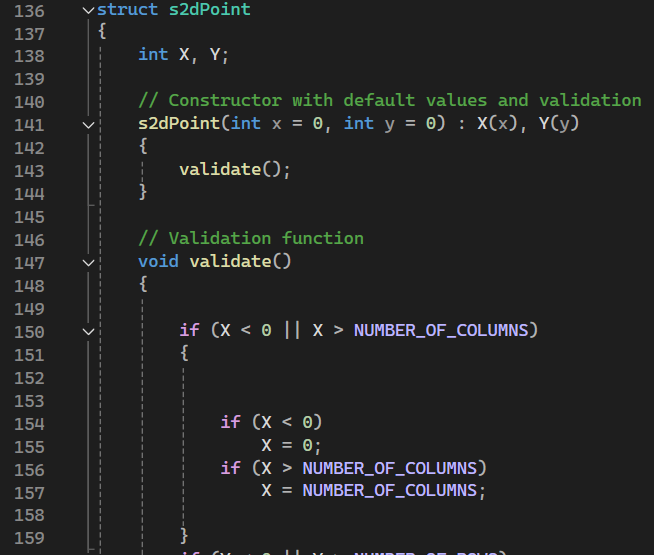 136 struct s2dPoint
137 {
138 int X, Y;
139
140 // Constructor with default values and validation
141 s2dPoint(int x = 0, int y = 0) : X(x), Y(y)
142 {
143 validate();
144 }
145
146 // Validation function
147 void validate()
148 {
149
150 if (X < 0 || X > NUMBER_OF_COLUMNS)
151 {
152
153
154 if (X < 0)
155 X = 0;
156 if (X > NUMBER_OF_COLUMNS)
157 X = NUMBER_OF_COLUMNS;
158
159 }